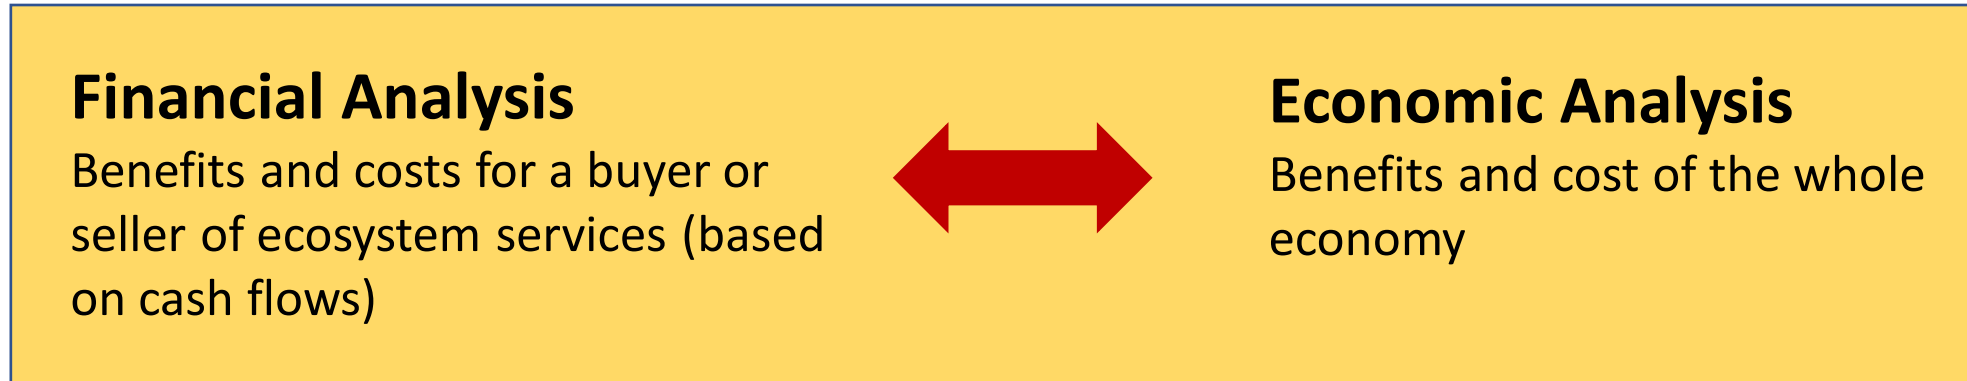 Financial Analysis
Benefits and costs for a buyer or
seller of ecosystem services (based
on cash flows)
Economic Analysis
Benefits and cost of the whole
economy